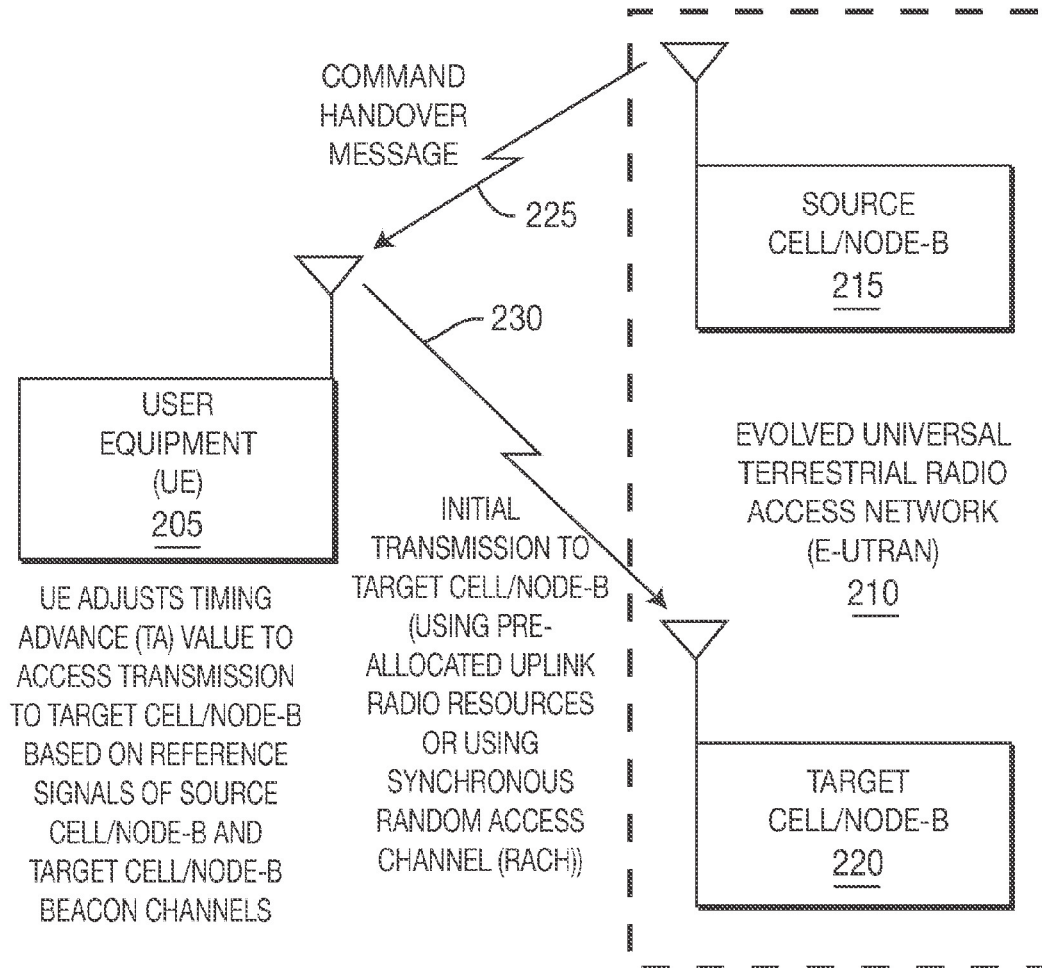 COMMAND
HANDOVER
MESSAGE
225
SOURCE
CELL/NODE-B
215
230
USER
EQUIPMENT
(UE)
205
UE ADJUSTS TIMING
ADVANCE (TA) VALUE TO
ACCESS TRANSMISSION
TO TARGET CELL/NODE-B
BASED ON REFERENCE
SIGNALS OF SOURCE
CELL/NODE-B AND
TARGET CELL/NODE-B
BEACON CHANNELS
INITIAL
TRANSMISSION TO
TARGET CELL/NODE-B
(USING PRE-
ALLOCATED UPLINK
RADIO RESOURCES
OR USING
SYNCHRONOUS
RANDOM ACCESS
CHANNEL (RACH))
EVOLVED UNIVERSAL
TERRESTRIAL RADIO
ACCESS NETWORK
(E-UTRAN)
210
TARGET
CELL/NODE-B
220